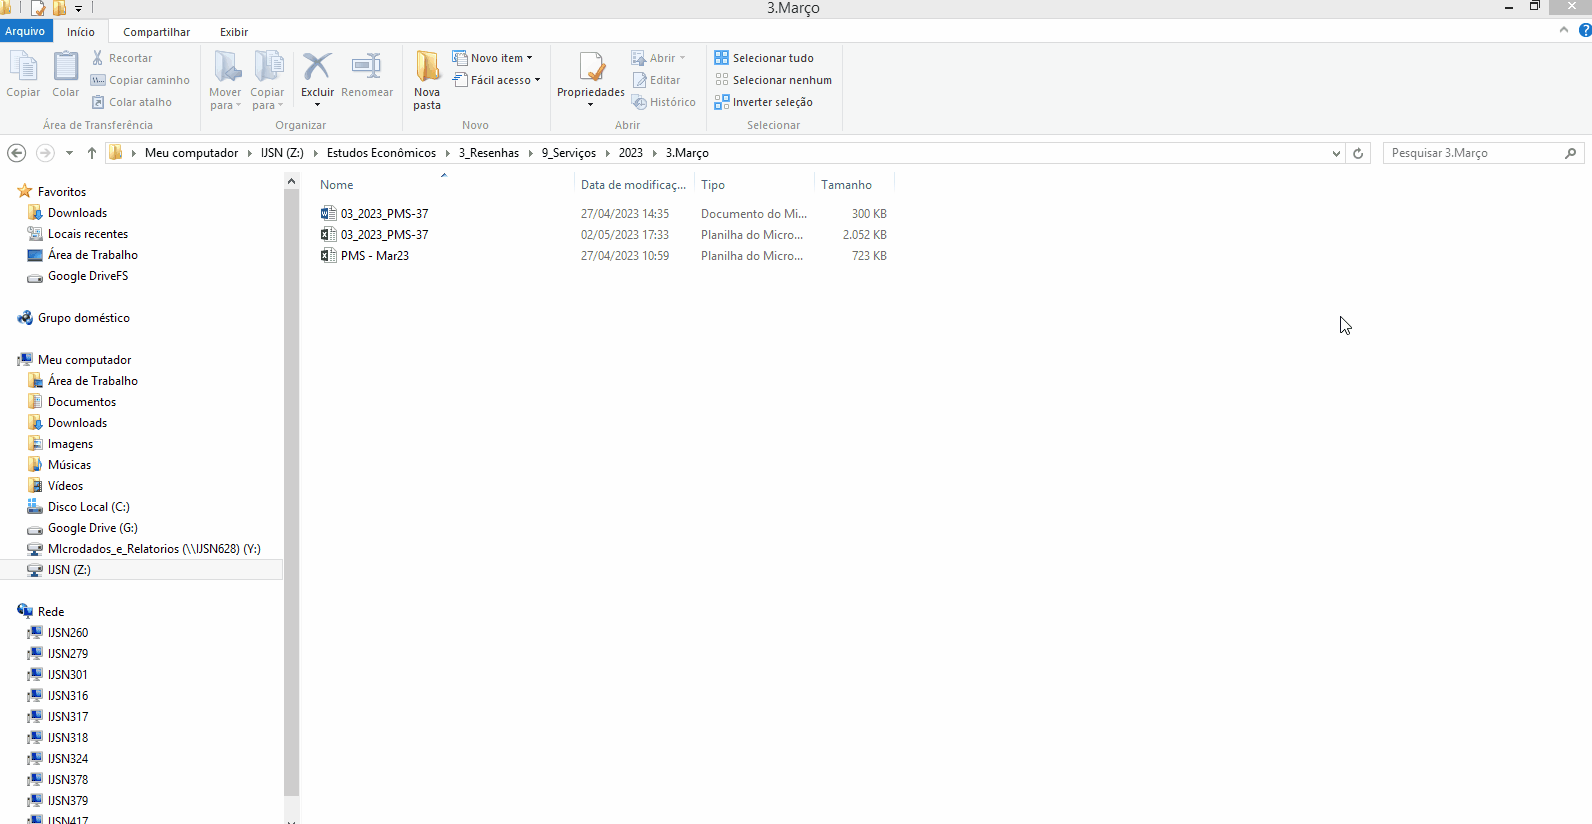 3.Março
Arquivo Início Compartilhar Exibir
Copiar
Colar
Recortar
Copiar caminho
Colar atalho
Área de Transferência
Mover para
Copiar para
Excluir
Renomear
Organizar
Nova pasta
Novo item
Fácil acesso
Novo
Propriedades
Abrir
Editar
Histórico
Abrir
Selecionar tudo
Selecionar nenhum
Inverter seleção
Selecionar
Meu computador IJSN (Z:) Estudos Econômicos 3_Resenhas 9_Serviços 2023 3.Março
Pesquisar 3.Março
Favoritos
Downloads
Locais recentes
Área de Trabalho
Google DriveFS
Grupo doméstico
Meu computador
Área de Trabalho
Documentos
Downloads
Imagens
Músicas
Vídeos
Disco Local (C:)
Google Drive (G:)
MIcrodados_e_Relatorios (\\IJSN628) (Y:)
IJSN (Z:)
Rede
IJSN260
IJSN279
IJSN301
IJSN316
IJSN317
IJSN318
IJSN324
IJSN378
IJSN379
IJSN417
Nome Data de modificaç... Tipo Tamanho
03_2023_PMS-37 27/04/2023 14:35 Documento do Mi... 300 KB
03_2023_PMS-37 02/05/2023 17:33 Planilha do Micro... 2.052 KB
PMS - Mar23 27/04/2023 10:59 Planilha do Micro... 723 KB